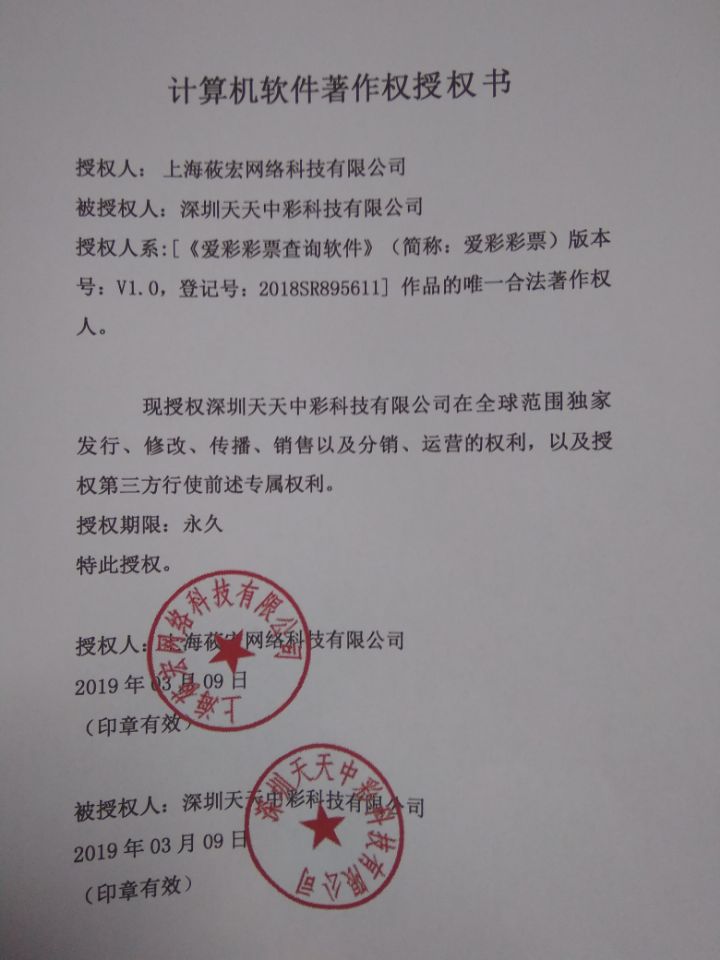 计算机软件著作权授权书
授权人： 上海莜宏网络科技有限公司
被授权人：深圳天天中彩科技有限公司
授权人系:[《爱彩彩票查询软件》（简称：爱彩彩票）版本
号：V1.0，登记号：2018SR895611] 作品的唯一合法著作权
人。
现授权深圳天天中彩科技有限公司在全球范围独家
发行、修改、传播、销售以及分销、运营的权利，以及授
权第三方行使前述专属权利。
授权期限：永久
特此授权。
授权人：上海莜宏网络科技有限公司
2019 年 03 月 09 日
（印章有效）
上海莜宏网络科技有限公司
被授权人：深圳天天中彩科技有限公司
2019 年 03 月 09 日
（印章有效）
深圳天天中彩科技有限公司